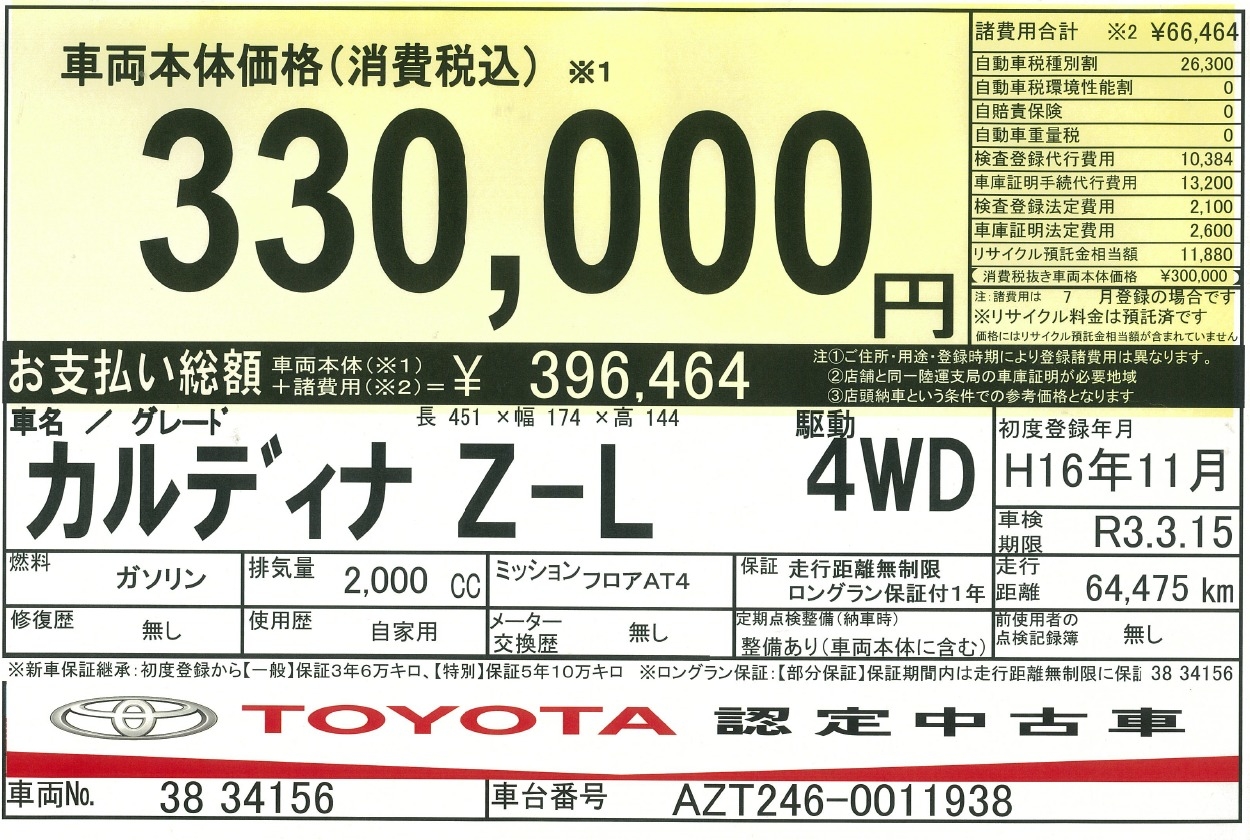 車両本体価格(消費税込) ※1
330,000円
諸費用合計 ※2 ¥66,464
自動車税種別割 26,300
自動車税環境性能割 0
自賠責保険 0
自動車重量税 0
検査登録代行費用 10,384
車庫証明手続代行費用 13,200
検査登録法定費用 2,100
車庫証明法定費用 2,600
リサイクル預託金相当額 11,880
【 消費税抜き車両本体価格 ¥300,000 】
注:諸費用は 7 月登録の場合です
※リサイクル料金は預託済です
価格にはリサイクル預託金相当額が含まれていません
お支払い総額 車両本体(※1)
+諸費用(※2)= ¥ 396,464
注①ご住所・用途・登録時期により登録諸費用は異なります。
②店舗と同一陸運支局の車庫証明が必要地域
③店頭納車という条件での参考価格となります
車名 / グレード 長 451 ×幅 174 ×高 144
カルディナ Z-L
駆動
4WD
初度登録年月
H16年11月
車検期限 R3.3.15
燃料 ガソリン
排気量 2,000 CC
ミッション フロアAT4
保証 走行距離無制限
ロングラン保証付1年
走行距離 64,475 km
修復歴 無し
使用歴 自家用
メーター交換歴 無し
定期点検整備(納車時)
整備あり(車両本体に含む)
前使用者の点検記録簿 無し
※新車保証継承:初度登録から【一般】保証3年6万キロ、【特別】保証5年10万キロ ※ロングラン保証:【部分保証】保証期間内は走行距離無制限に保証 38 34156
TOYOTA 認定中古車
車両No. 38 34156
車台番号 AZT246-0011938